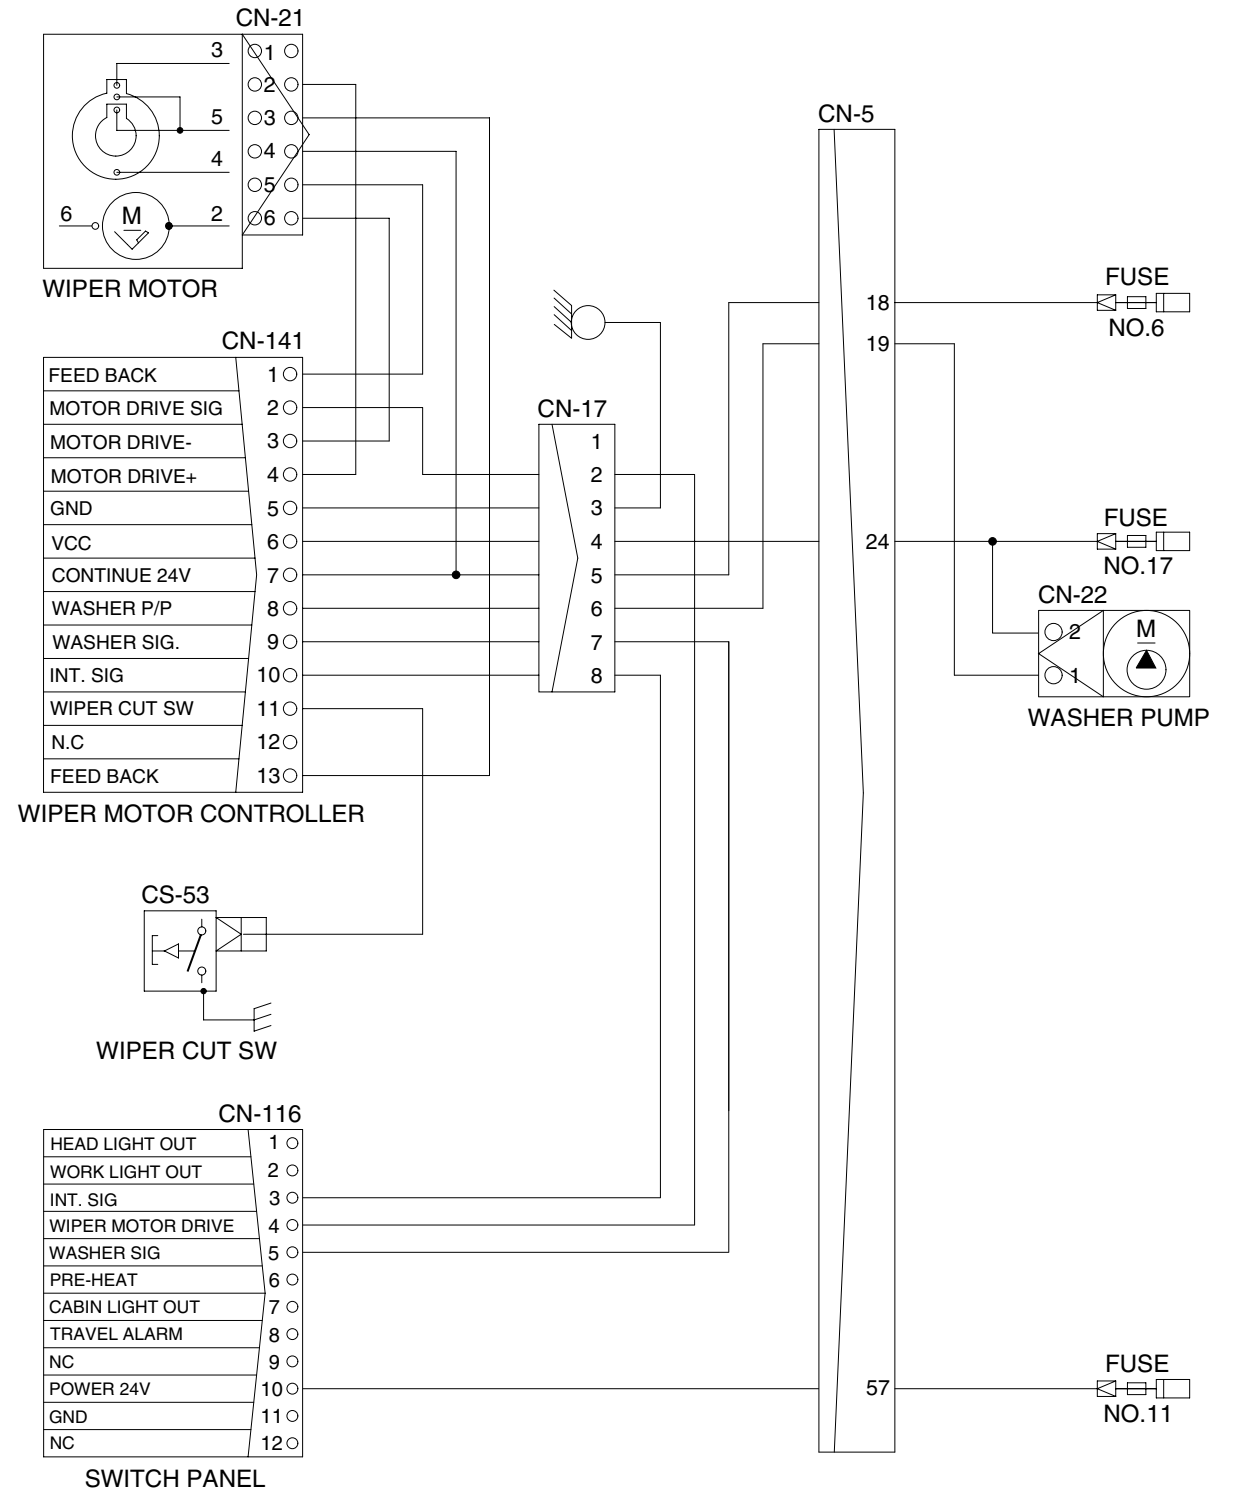 CN-21
3
1
2
5
3
4
4
5
6
M
2
6
WIPER MOTOR
CN-141
FEED BACK 1
MOTOR DRIVE SIG 2
MOTOR DRIVE- 3
MOTOR DRIVE+ 4
GND 5
VCC 6
CONTINUE 24V 7
WASHER P/P 8
WASHER SIG. 9
INT. SIG 10
WIPER CUT SW 11
N.C 12
FEED BACK 13
WIPER MOTOR CONTROLLER
CN-17
1
2
3
4
5
6
7
8
CN-5
18
19
24
57
FUSE
NO.6
FUSE
NO.17
CN-22
2
M
1
WASHER PUMP
CS-53
WIPER CUT SW
CN-116
HEAD LIGHT OUT 1
WORK LIGHT OUT 2
INT. SIG 3
WIPER MOTOR DRIVE 4
WASHER SIG 5
PRE-HEAT 6
CABIN LIGHT OUT 7
TRAVEL ALARM 8
NC 9
POWER 24V 10
GND 11
NC 12
SWITCH PANEL
FUSE
NO.11